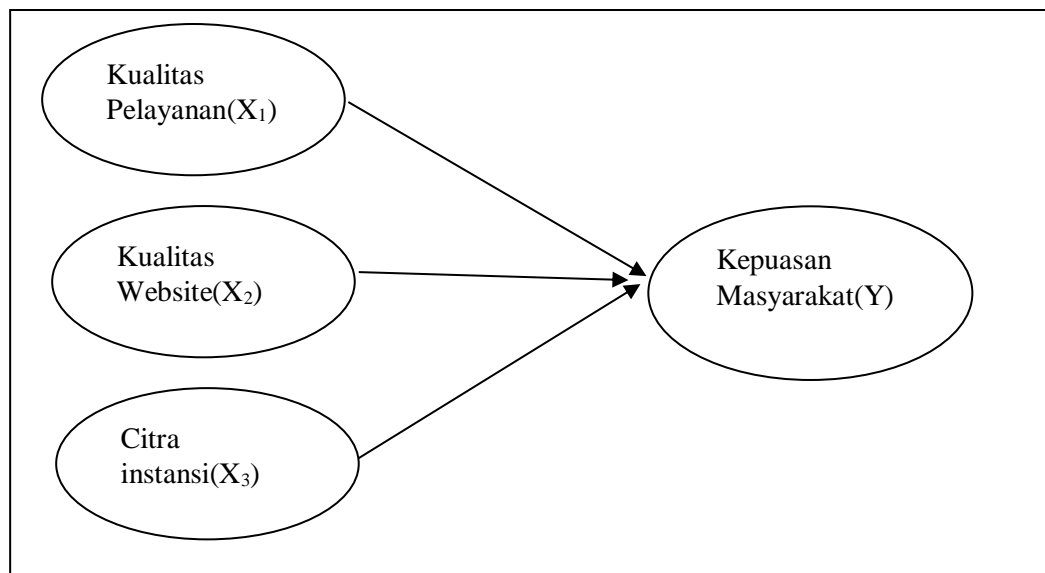 Kualitas
Pelayanan(X₁)
Kualitas
Website(X₂)
Kepuasan
Masyarakat(Y)
Citra
instansi(X₃)